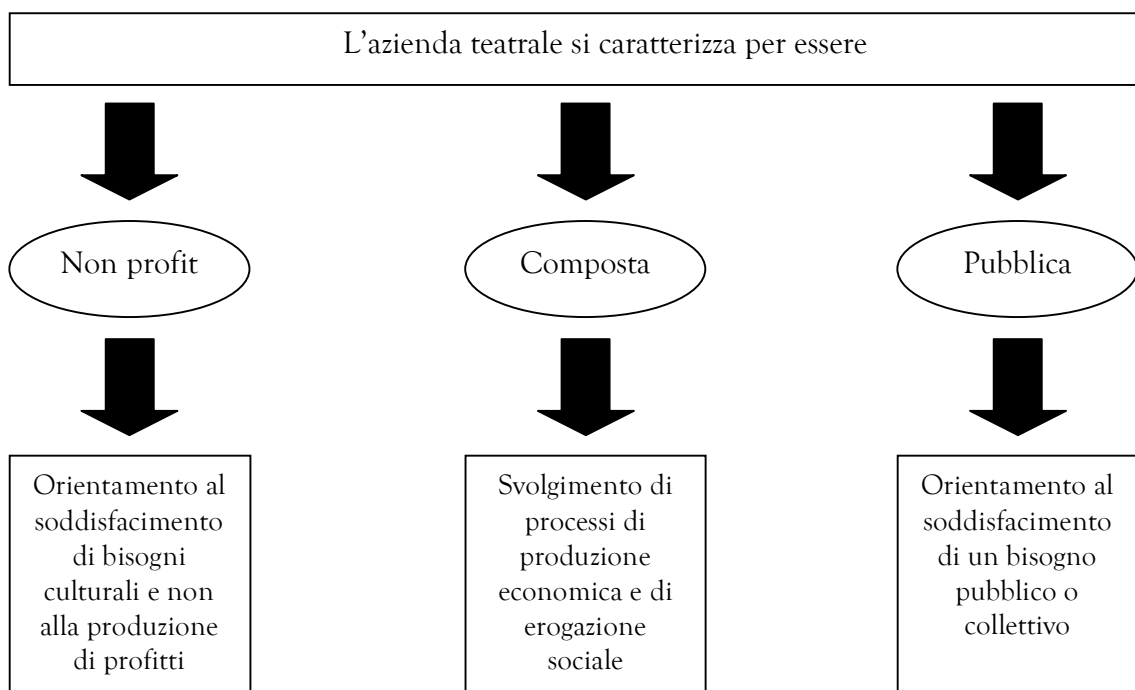 L’azienda teatrale si caratterizza per essere
Non profit
Composta
Pubblica
Orientamento al
soddisfacimento
di bisogni
culturali e non
alla produzione
di profitti
Svolgimento di
processi di
produzione
economica e di
erogazione
sociale
Orientamento al
soddisfacimento
di un bisogno
pubblico o
collettivo